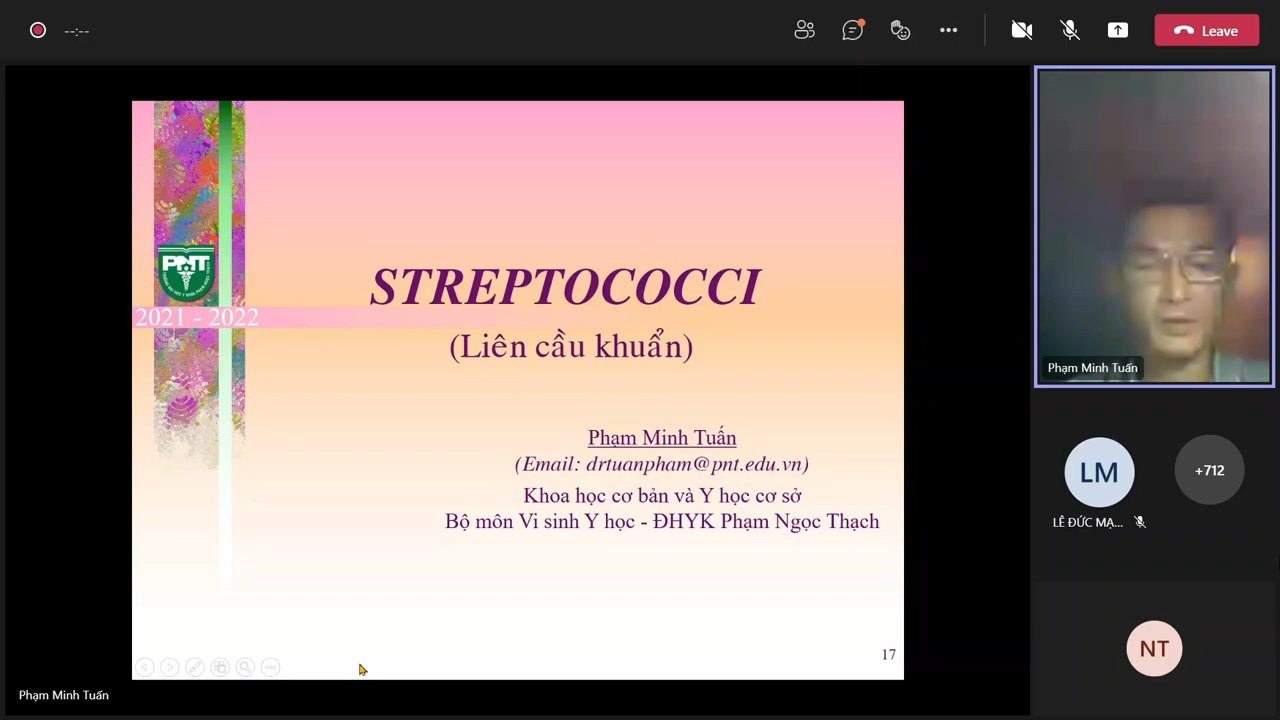 --:--
Leave
PNT
2021 - 2022
STREPTOCOCCI
(Liên cầu khuẩn)
Phạm Minh Tuấn
(Email: drtuanpham@pnt.edu.vn)
Khoa học cơ bản và Y học cơ sở
Bộ môn Vi sinh Y học - ĐHYK Phạm Ngọc Thạch
17
Phạm Minh Tuấn
Phạm Minh Tuấn
LM
+712
LÊ ĐỨC MẠ...
NT